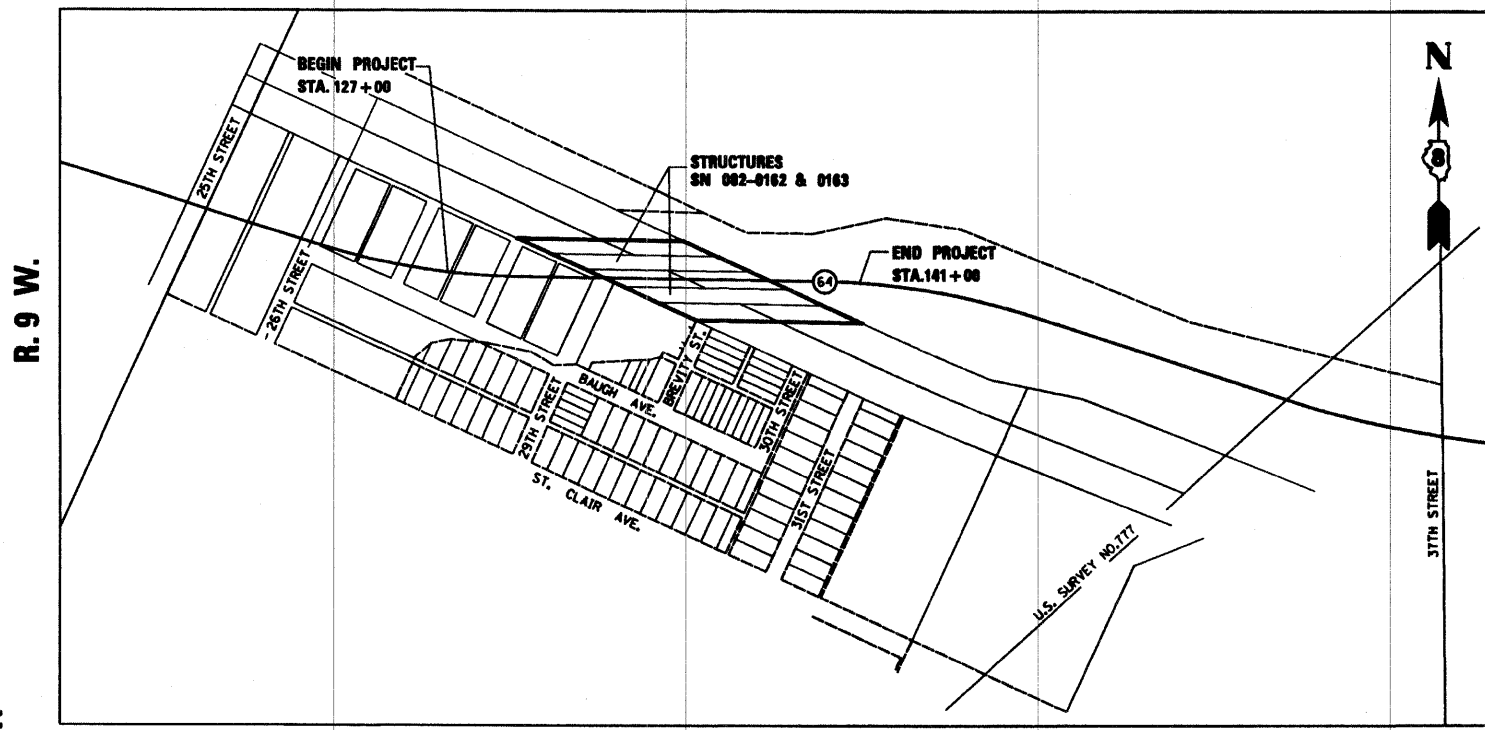 BEGIN PROJECT
STA. 127+00
N
8
STRUCTURES
SN 082-0162 & 0163
25TH STREET
END PROJECT
STA.141+00
64
R. 9 W.
26TH STREET
BREVITY ST.
BAUGH AVE.
29TH STREET
30TH STREET
31ST STREET
ST. CLAIR AVE.
37TH STREET
U.S. SURVEY NO.777